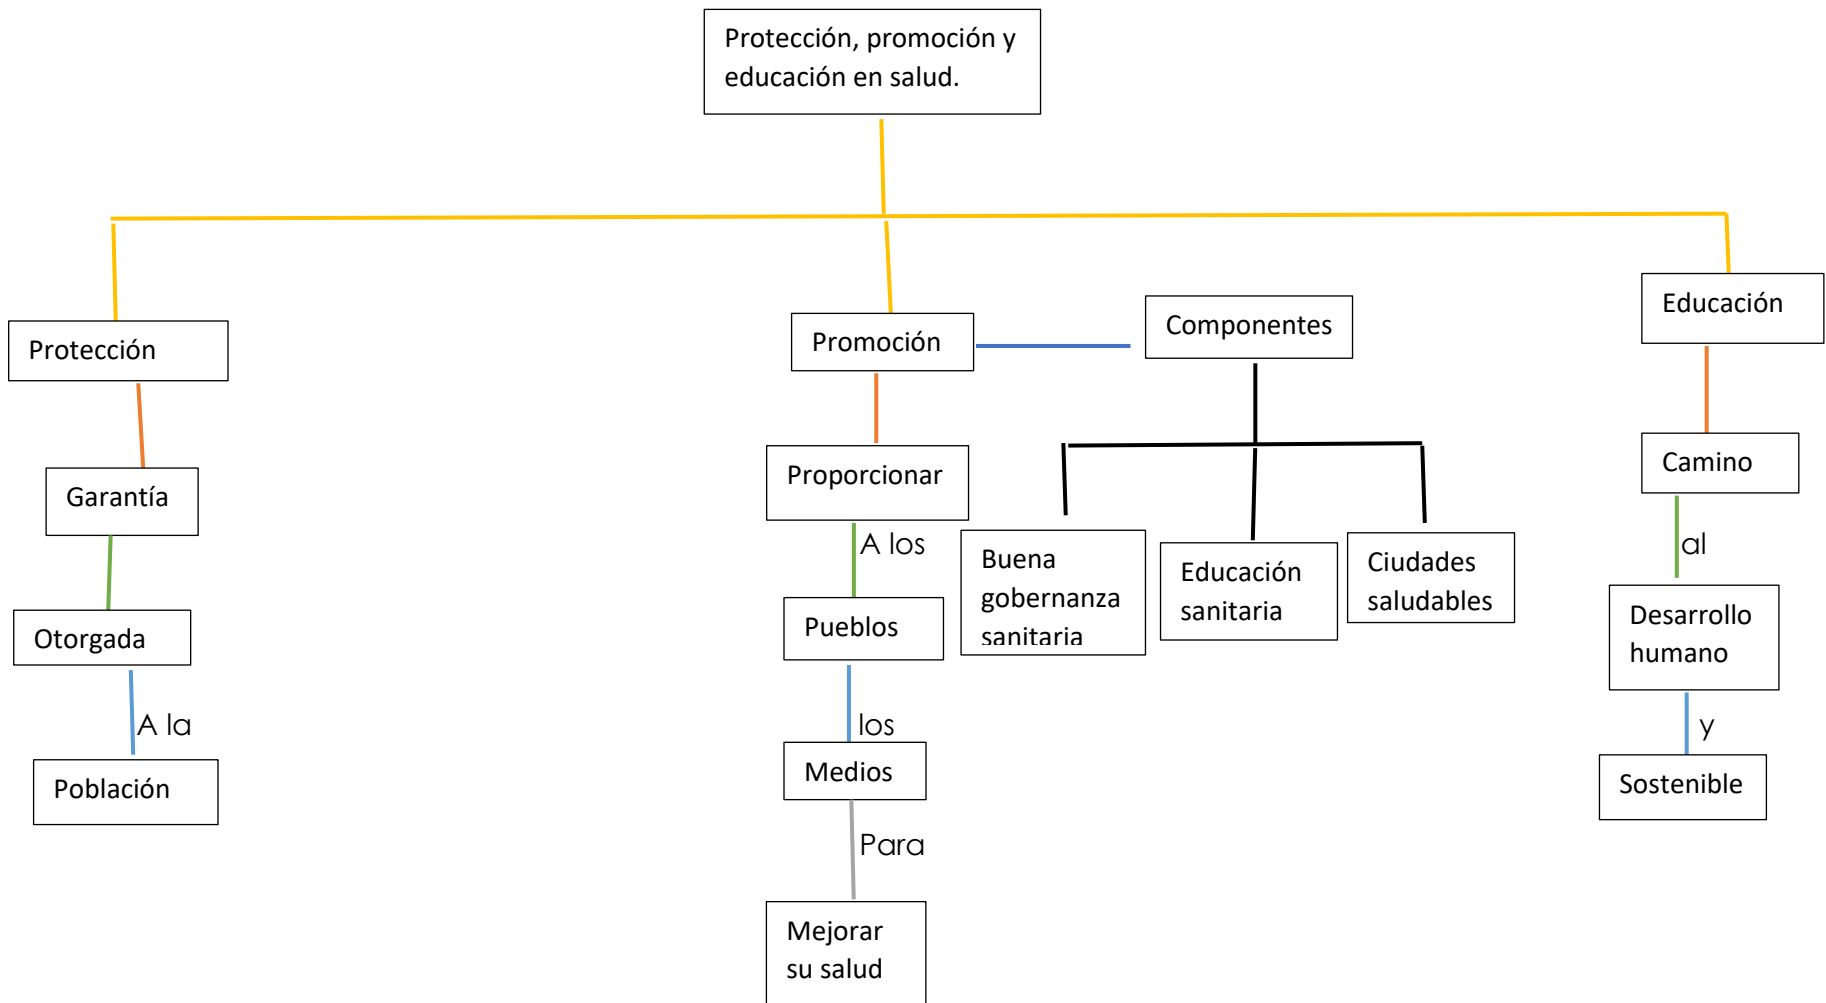 Protección, promoción y
educación en salud.
Protección
Garantía
Otorgada
A la
Población
Promoción
Proporcionar
A los
Pueblos
los
Medios
Para
Mejorar
su salud
Componentes
Buena
gobernanza
sanitaria
Educación
sanitaria
Ciudades
saludables
Educación
Camino
al
Desarrollo
humano
y
Sostenible